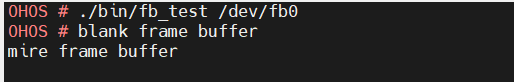 OHOS # ./bin/fb_test /dev/fb0
OHOS # blank frame buffer
mire frame buffer